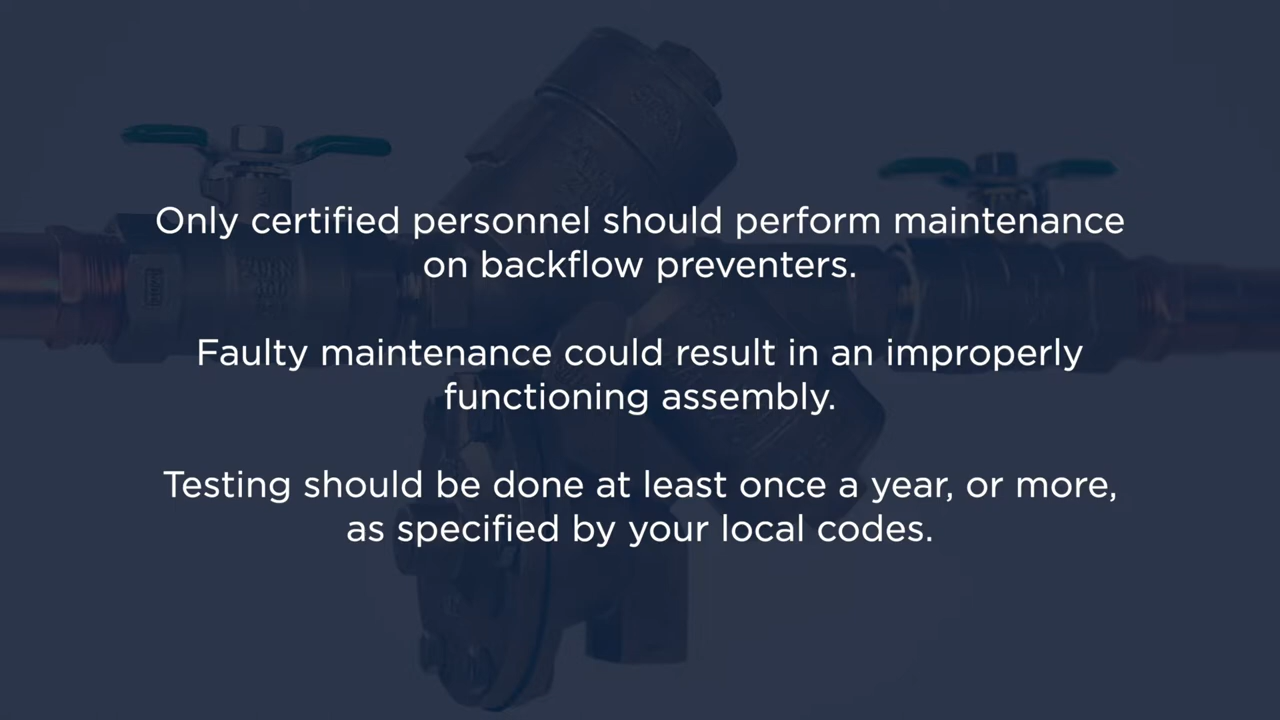 Only certified personnel should perform maintenance
on backflow preventers.
Faulty maintenance could result in an improperly
functioning assembly.
Testing should be done at least once a year, or more,
as specified by your local codes.